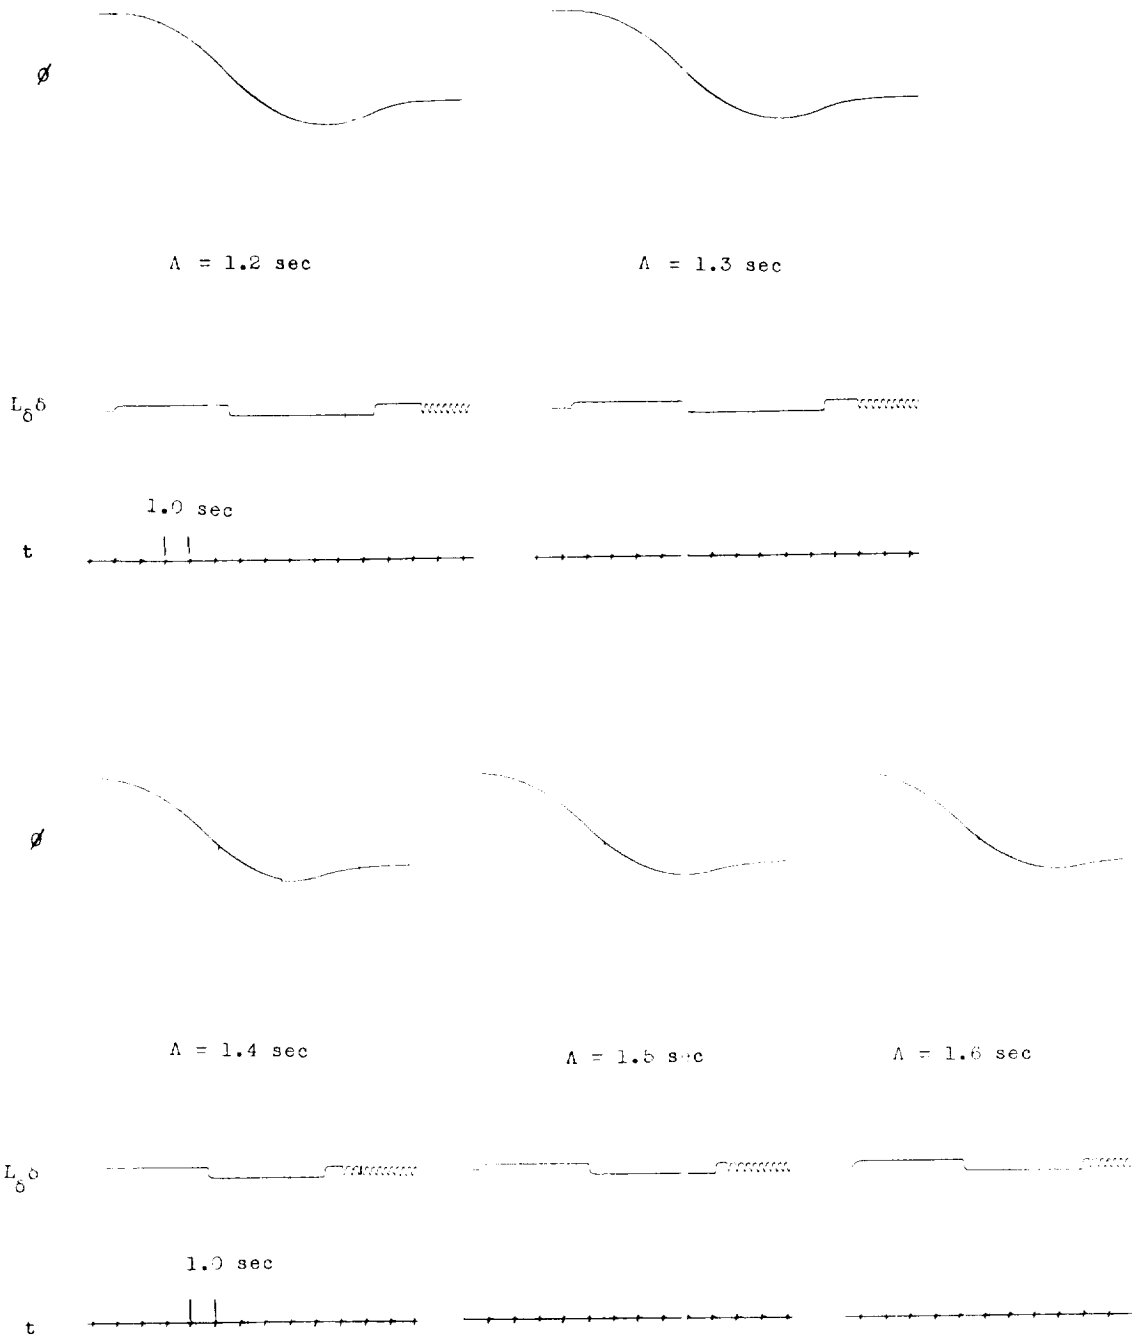 ø
Λ = 1.2 sec
Λ = 1.3 sec
L_δ δ
1.0 sec
t
ø
Λ = 1.4 sec
Λ = 1.5 sec
Λ = 1.6 sec
L_δ δ
1.0 sec
t